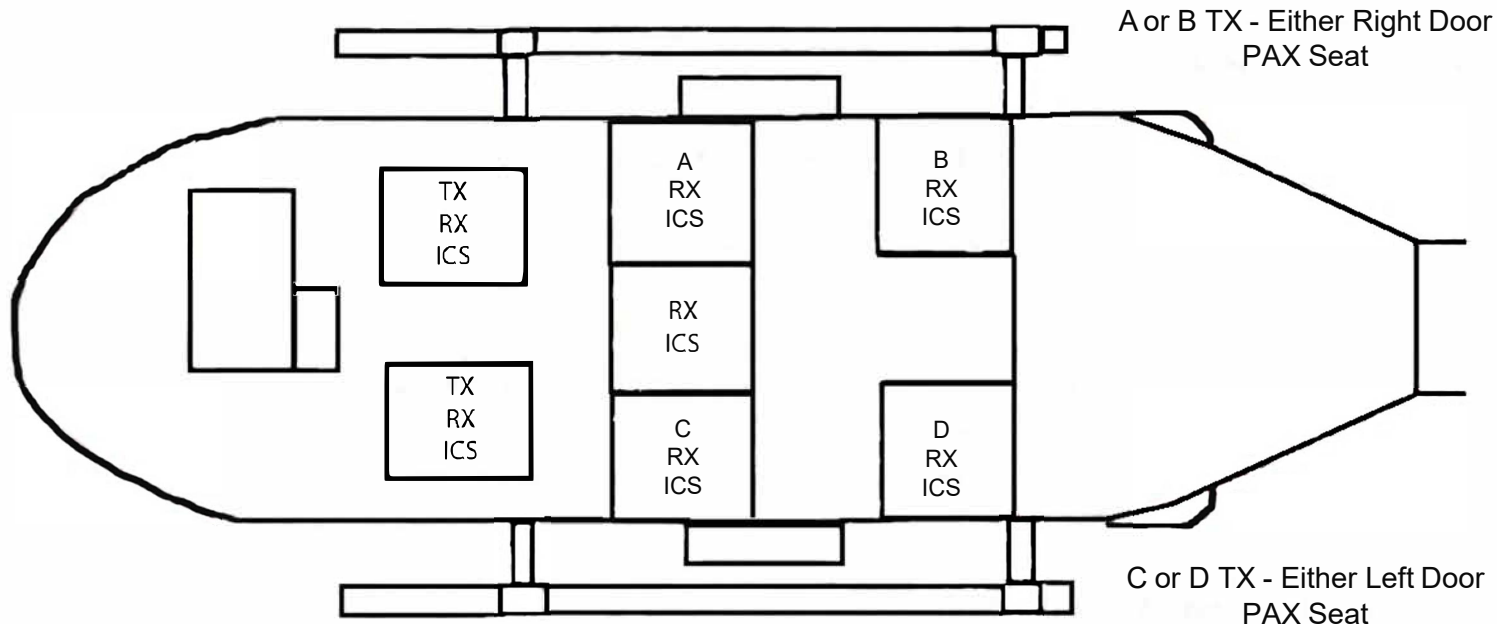 A or B TX - Either Right Door
PAX Seat
TX
RX
ICS
A
RX
ICS
B
RX
ICS
RX
ICS
TX
RX
ICS
C
RX
ICS
D
RX
ICS
C or D TX - Either Left Door
PAX Seat